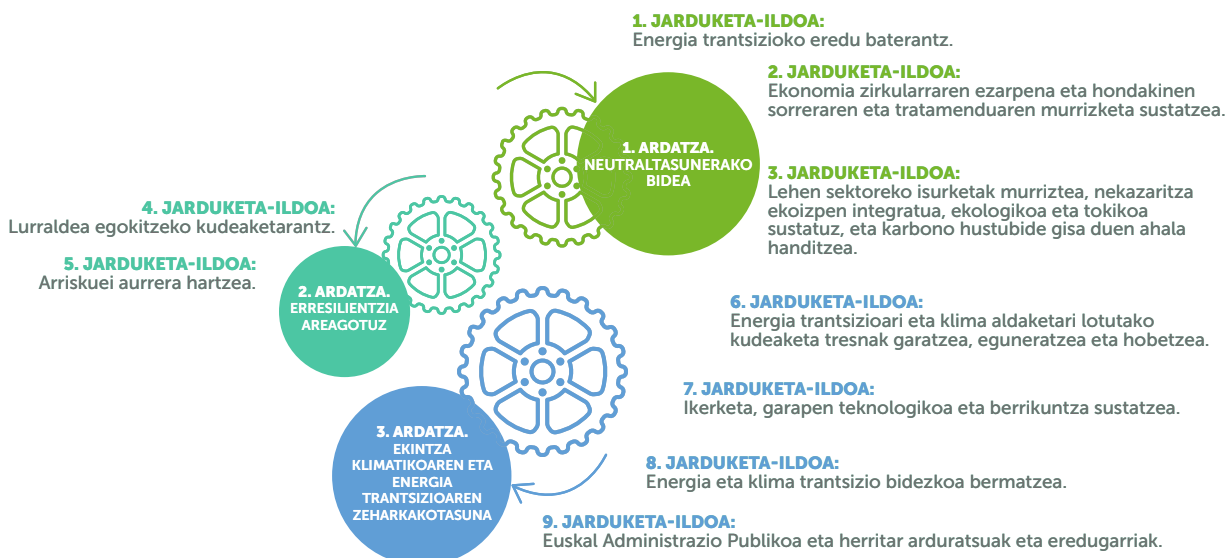 1. JARDUKETA-ILDOA:
Energia trantsizioko eredu baterantz.
2. JARDUKETA-ILDOA:
Ekonomia zirkularraren ezarpena eta hondakinen
sorreraren eta tratamenduaren murrizketa sustatzea.
1. ARDATZA.
NEUTRALTASUNERAKO
BIDEA
3. JARDUKETA-ILDOA:
Lehen sektoreko isurketak murriztea, nekazaritza
ekoizpen integratua, ekologikoa eta tokikoa
sustatuz, eta karbono hustubide gisa duen ahala
handitzea.
4. JARDUKETA-ILDOA:
Lurraldea egokitzeko kudeaketarantz.
5. JARDUKETA-ILDOA:
Arriskuei aurrera hartzea.
2. ARDATZA.
ERRESILIENTZIA
AREAGOTUZ
6. JARDUKETA-ILDOA:
Energia trantsizioari eta klima aldaketari lotutako
kudeaketa tresnak garatzea, eguneratzea eta hobetzea.
7. JARDUKETA-ILDOA:
Ikerketa, garapen teknologikoa eta berrikuntza sustatzea.
3. ARDATZA.
EKINTZA
KLIMATIKOAREN ETA
ENERGIA
TRANTSIZIOAREN
ZEHARKAKOTASUNA
8. JARDUKETA-ILDOA:
Energia eta klima trantsizio bidezkoa bermatzea.
9. JARDUKETA-ILDOA:
Euskal Administrazio Publikoa eta herritar arduratsuak eta eredugarriak.